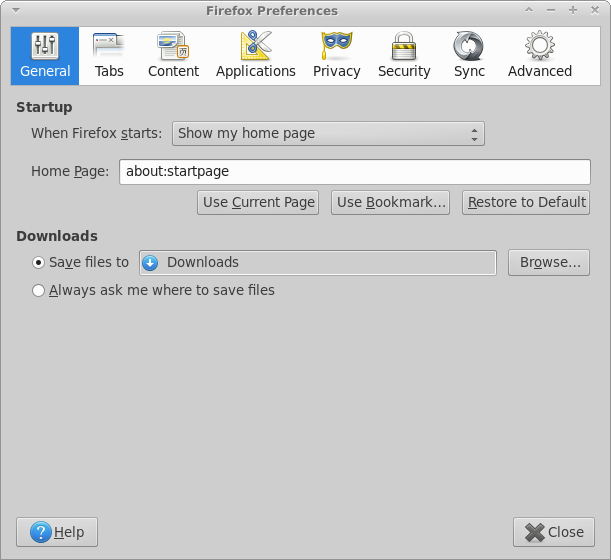 Firefox Preferences
General Tabs Content Applications Privacy Security Sync Advanced
Startup
When Firefox starts: Show my home page
Home Page: about:startpage
Use Current Page Use Bookmark... Restore to Default
Downloads
Save files to Downloads Browse...
Always ask me where to save files
Help Close